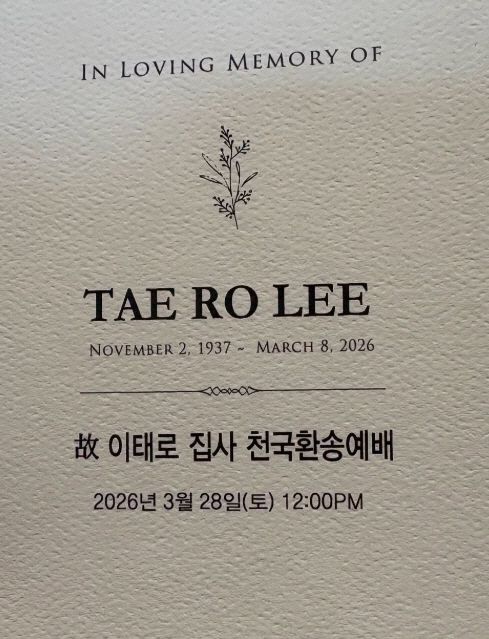 IN LOVING MEMORY OF
TAE RO LEE
NOVEMBER 2, 1937 ~ MARCH 8, 2026
故 이태로 집사 천국환송예배
2026년 3월 28일(토) 12:00PM